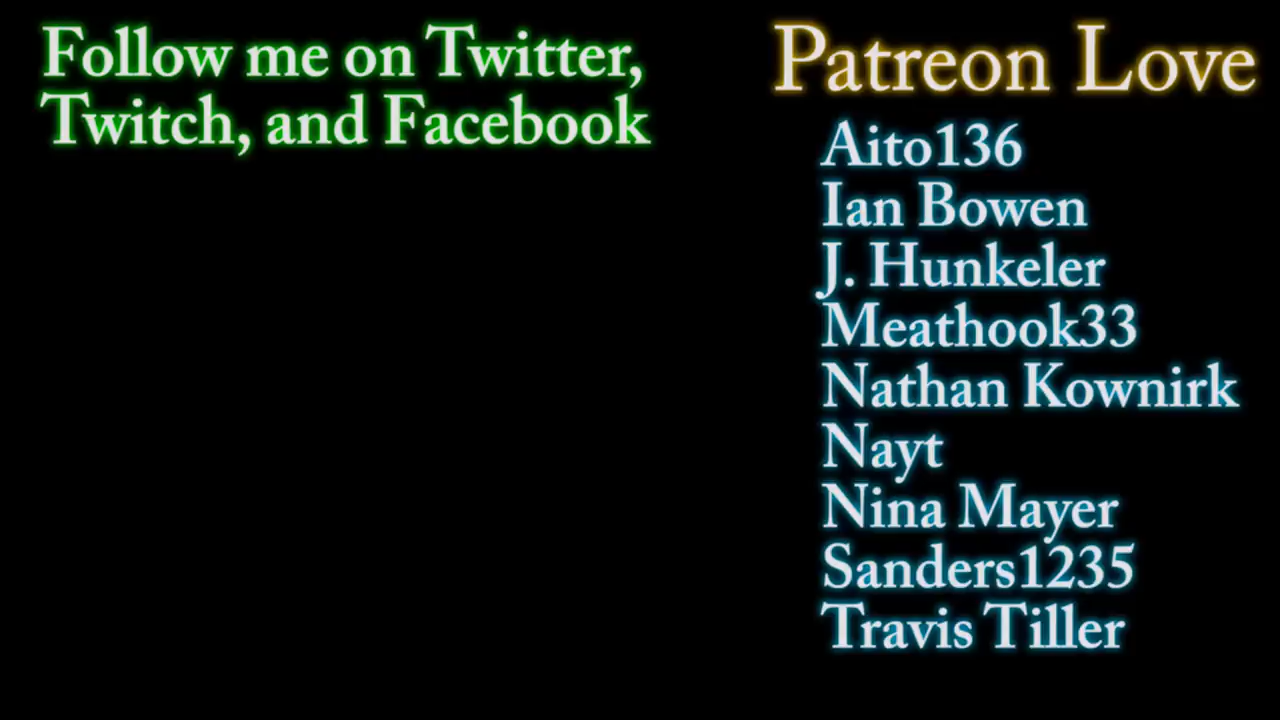 Follow me on Twitter,
Twitch, and Facebook
Patreon Love
Aito136
Ian Bowen
J. Hunkeler
Meathook33
Nathan Kownirk
Nayt
Nina Mayer
Sanders1235
Travis Tiller